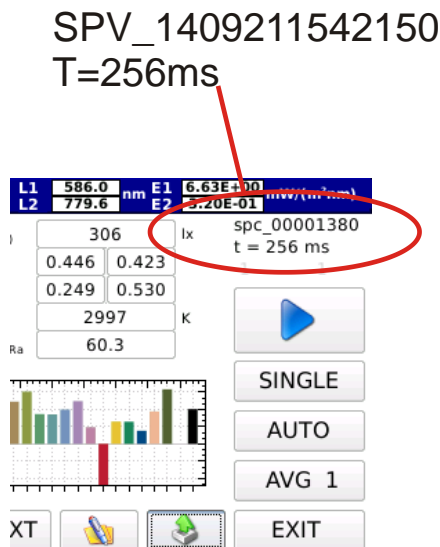 SPV_1409211542150
T=256ms
L1 586.0 nm E1 6.63E+00 mW/(m²nm)
L2 779.6 E2 5.20E-01
306 lx
spc_00001380
t = 256 ms
0.446 0.423
0.249 0.530
2997 K
Ra 60.3
SINGLE
AUTO
AVG 1
XT
EXIT